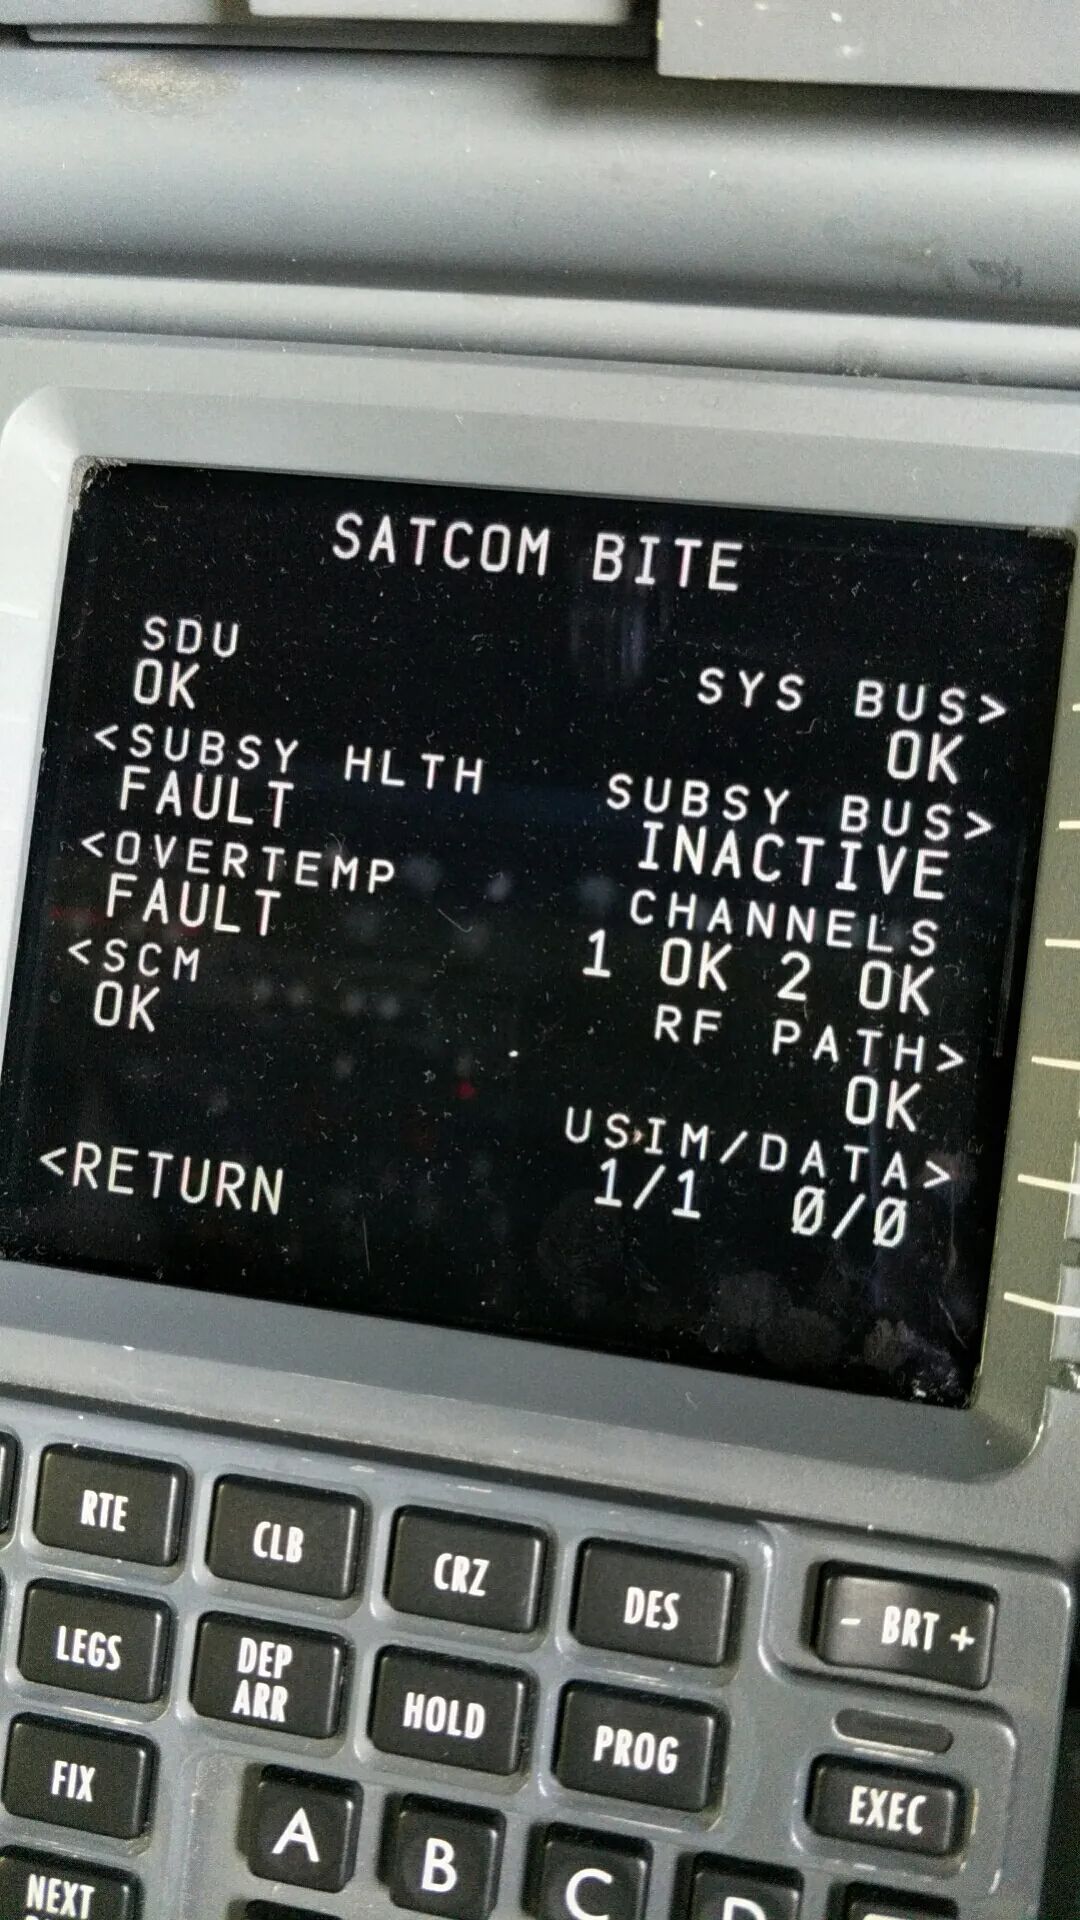 SATCOM BITE
SDU
OK
SYS BUS>
OK
<SUBSY HLTH
FAULT
SUBSY BUS>
INACTIVE
<OVERTEMP
FAULT
CHANNELS
1 OK 2 OK
<SCM
OK
RF PATH>
OK
USIM/DATA>
1/1 0/0
<RETURN
RTE
CLB
CRZ
DES
- BRT +
LEGS
DEP
ARR
HOLD
PROG
FIX
EXEC
A
B
C
D
NEXT